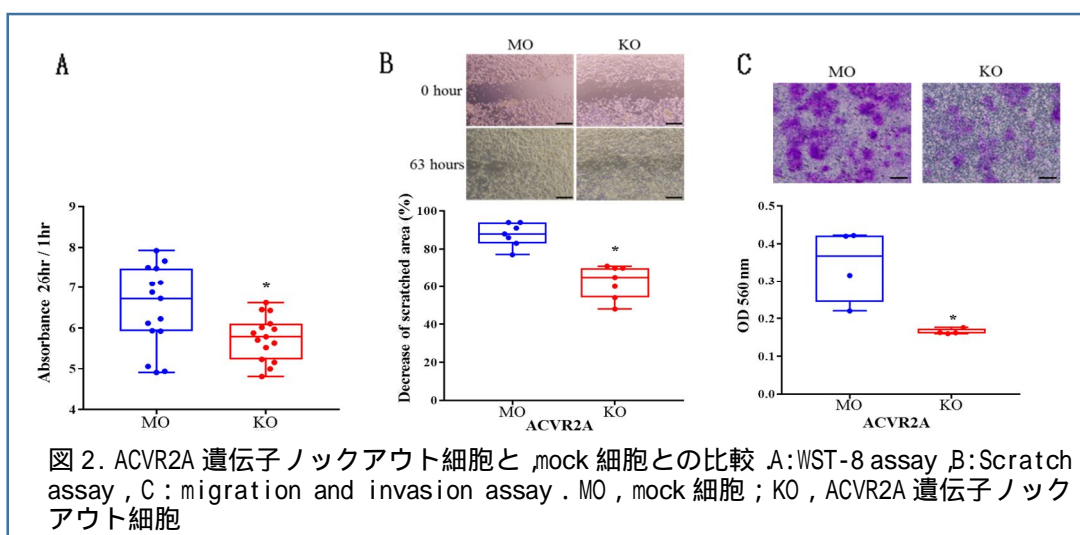 A
Absorbance 26hr / 1hr
9
8
7
6
5
4
*
MO
KO
B
MO
KO
0 hour
63 hours
Decrease of scratched area (%)
100
80
60
40
20
0
*
MO
KO
ACVR2A
C
MO
KO
OD 560nm
0.5
0.4
0.3
0.2
0.1
0.0
*
MO
KO
ACVR2A
図 2. ACVR2A 遺伝子ノックアウト細胞と,mock 細胞との比較.A:WST-8 assay,B:Scratch
assay, C : migration and invasion assay. MO, mock 細胞 ; KO, ACVR2A 遺伝子ノック
アウト細胞